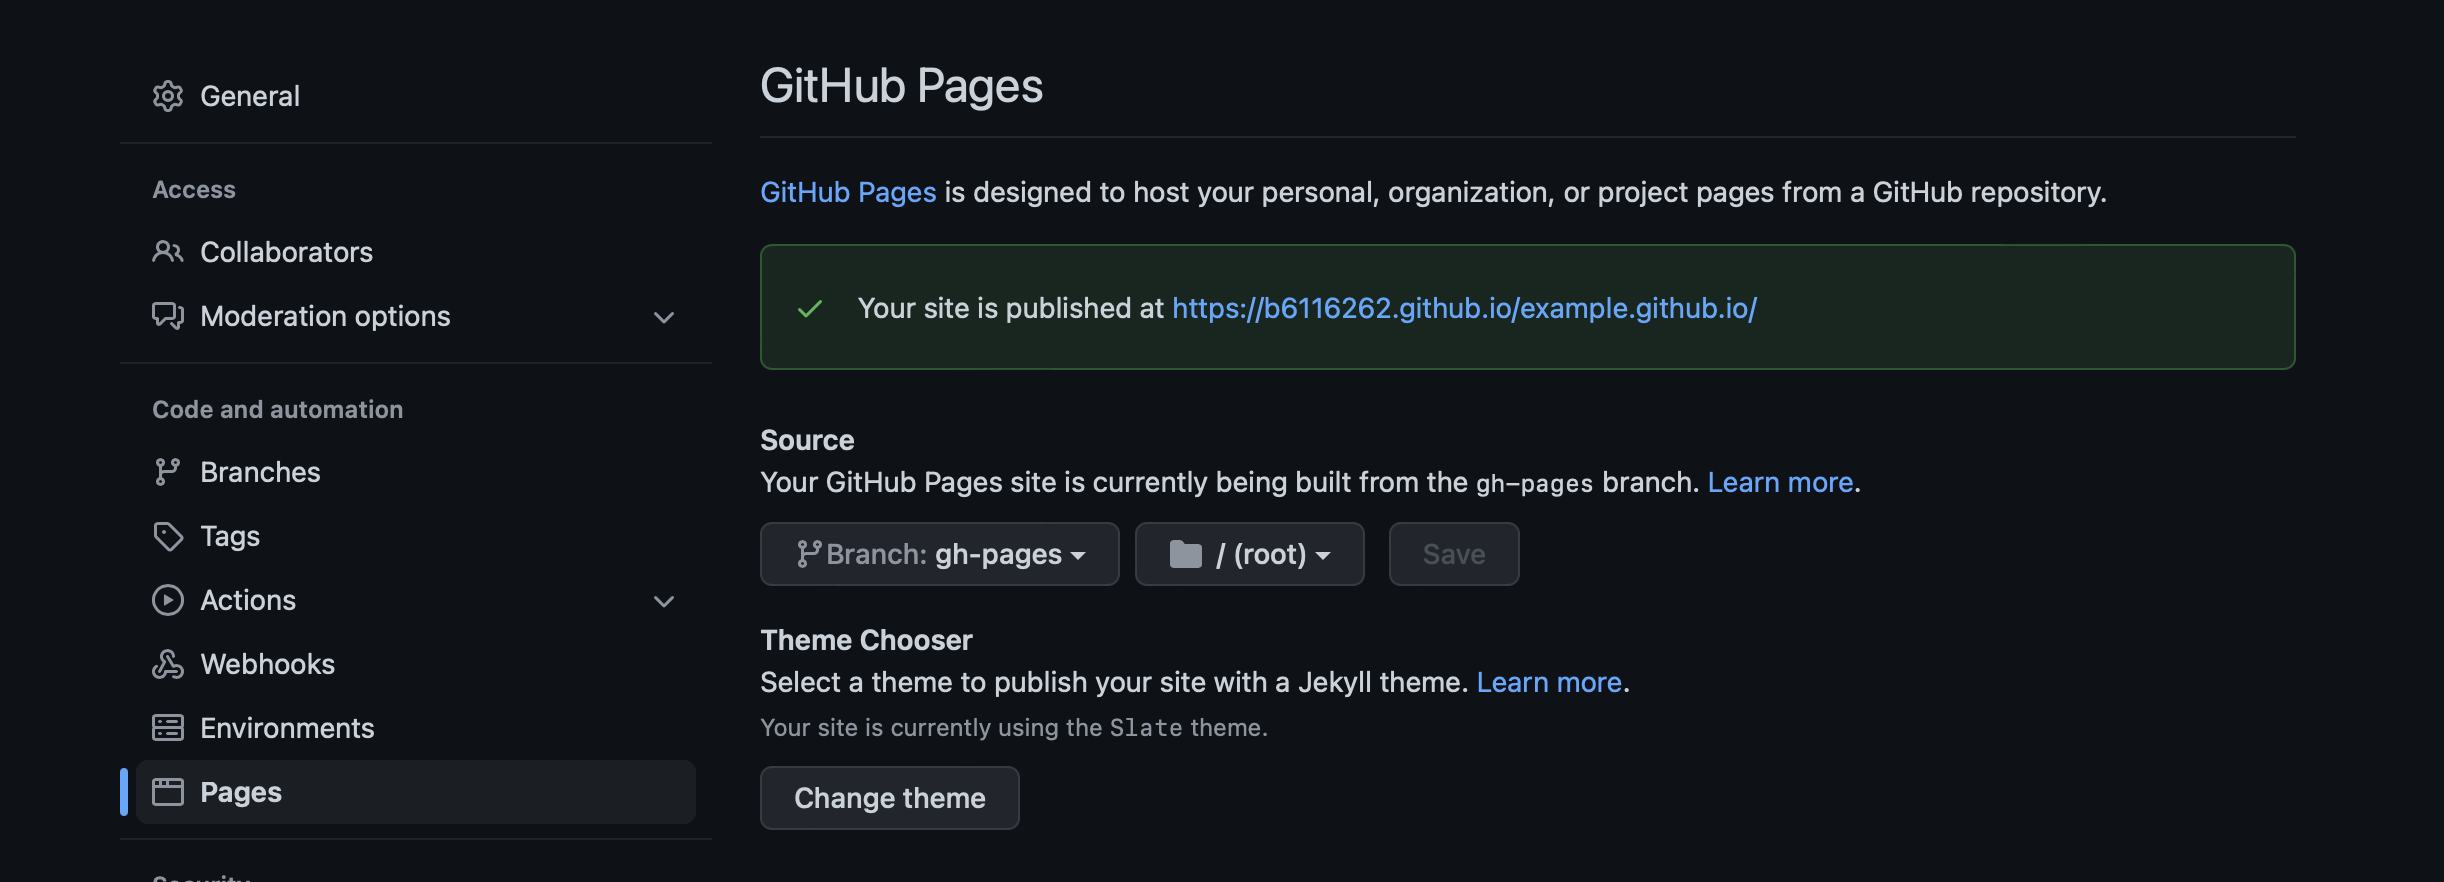 General
Access
Collaborators
Moderation options
Code and automation
Branches
Tags
Actions
Webhooks
Environments
Pages
Security
GitHub Pages
GitHub Pages is designed to host your personal, organization, or project pages from a GitHub repository.
Your site is published at https://b6116262.github.io/example.github.io/
Source
Your GitHub Pages site is currently being built from the gh-pages branch. Learn more.
Branch: gh-pages
/ (root)
Save
Theme Chooser
Select a theme to publish your site with a Jekyll theme. Learn more.
Your site is currently using the Slate theme.
Change theme